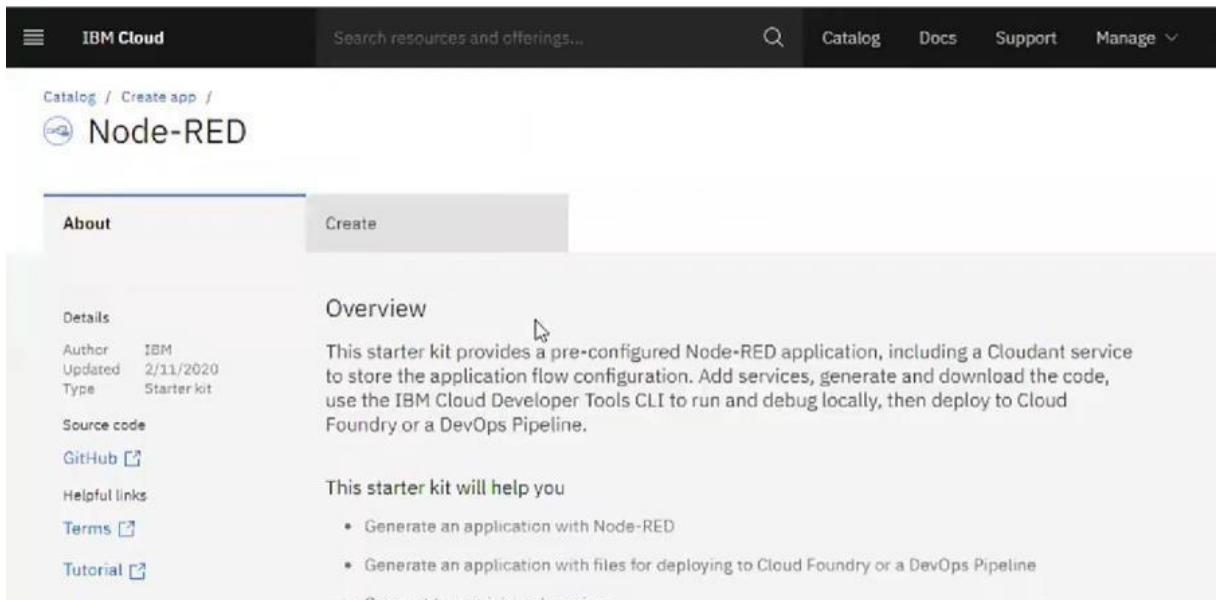 IBM Cloud
Search resources and offerings...
Catalog
Docs
Support
Manage
Catalog / Create app /
Node-RED
About
Create
Details
Author IBM
Updated 2/11/2020
Type Starter kit
Source code
GitHub
Helpful links
Terms
Tutorial
Overview
This starter kit provides a pre-configured Node-RED application, including a Cloudant service
to store the application flow configuration. Add services, generate and download the code,
use the IBM Cloud Developer Tools CLI to run and debug locally, then deploy to Cloud
Foundry or a DevOps Pipeline.
This starter kit will help you
• Generate an application with Node-RED
• Generate an application with files for deploying to Cloud Foundry or a DevOps Pipeline